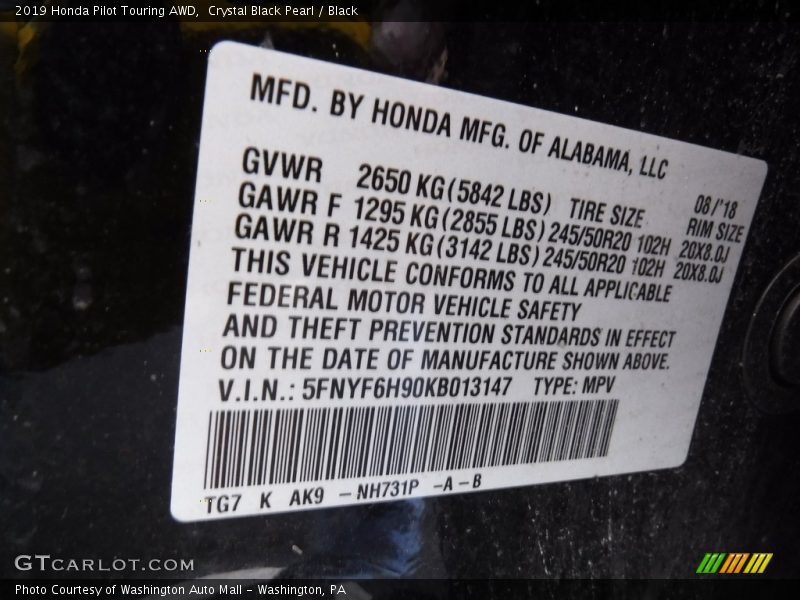 2019 Honda Pilot Touring AWD, Crystal Black Pearl / Black
MFD. BY HONDA MFG. OF ALABAMA, LLC
08/'18
GVWR 2650 KG (5842 LBS) TIRE SIZE RIM SIZE
GAWR F 1295 KG (2855 LBS) 245/50R20 102H 20X8.0J
GAWR R 1425 KG (3142 LBS) 245/50R20 102H 20X8.0J
THIS VEHICLE CONFORMS TO ALL APPLICABLE
FEDERAL MOTOR VEHICLE SAFETY
AND THEFT PREVENTION STANDARDS IN EFFECT
ON THE DATE OF MANUFACTURE SHOWN ABOVE.
V.I.N.: 5FNYF6H90KB013147 TYPE: MPV
TG7 K AK9 - NH731P - A - B
GTCARLOT.COM
Photo Courtesy of Washington Auto Mall - Washington, PA